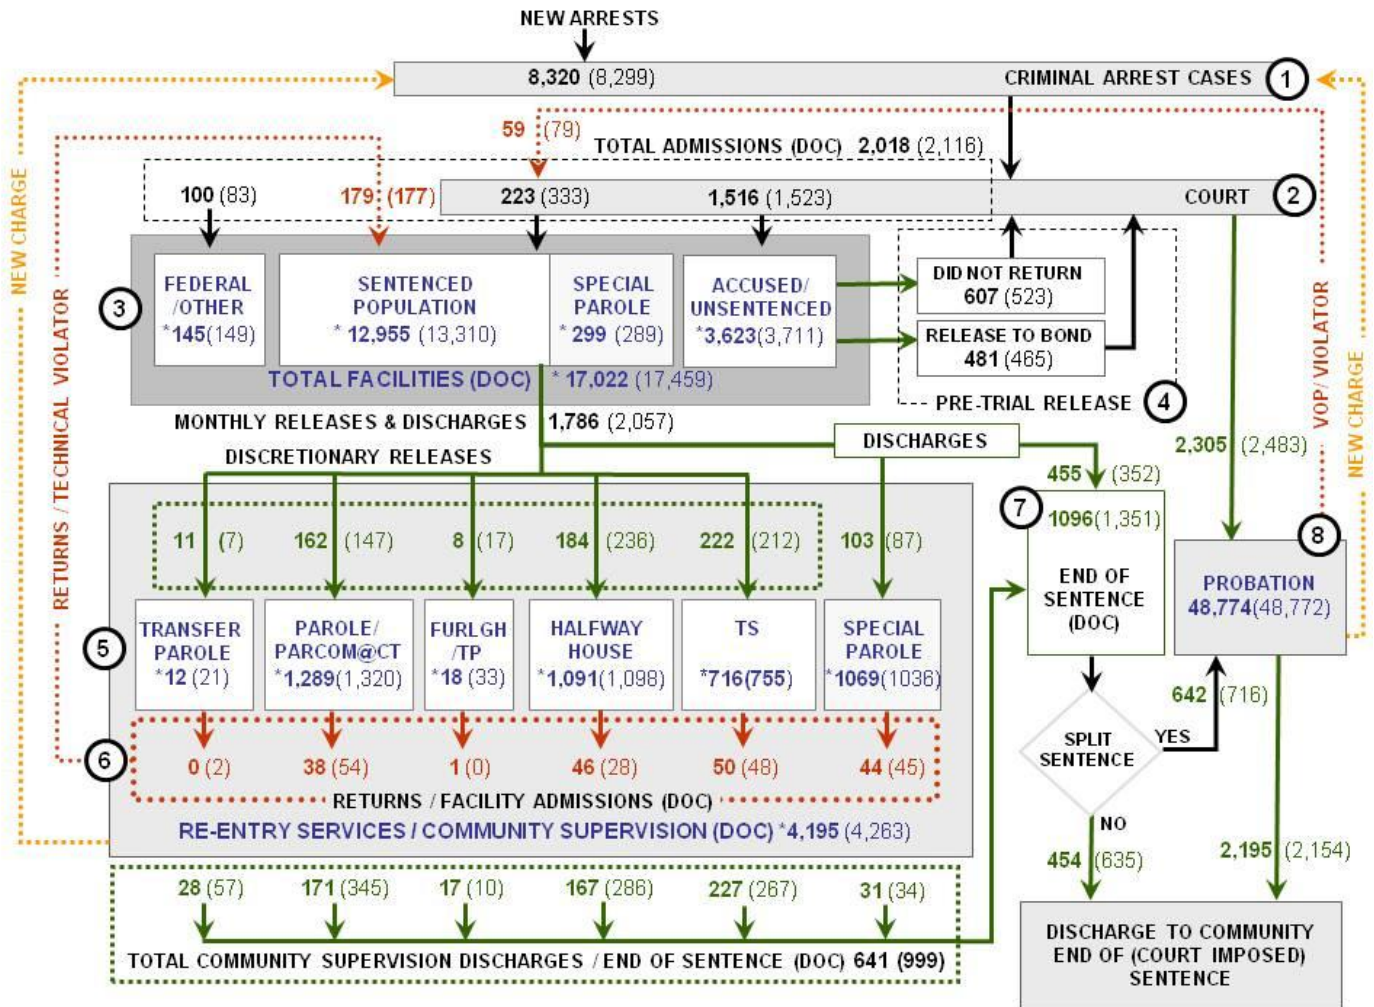 NEW ARRESTS
8,320 (8,299)
CRIMINAL ARREST CASES
1
59 (79)
TOTAL ADMISSIONS (DOC) 2,018 (2,116)
100 (83)
179 (177)
223 (333)
1,516 (1,523)
COURT
2
3
FEDERAL
/OTHER
*145(149)
SENTENCED
POPULATION
* 12,955 (13,310)
SPECIAL
PAROLE
* 299 (289)
ACCUSED/
UNSENTENCED
*3,623(3,711)
DID NOT RETURN
607 (523)
RELEASE TO BOND
481 (465)
PRE-TRIAL RELEASE
4
TOTAL FACILITIES (DOC) * 17,022 (17,459)
MONTHLY RELEASES & DISCHARGES 1,786 (2,057)
DISCRETIONARY RELEASES
DISCHARGES
2,305 (2,483)
455 (352)
7
1096(1,351)
END OF
SENTENCE
(DOC)
8
PROBATION
48,774(48,772)
11 (7)
162 (147)
8 (17)
184 (236)
222 (212)
103 (87)
5
TRANSFER
PAROLE
*12 (21)
PAROLE/
PARCOM@CT
*1,289(1,320)
FURLGH
/TP
*18 (33)
HALFWAY
HOUSE
*1,091(1,098)
TS
*716(755)
SPECIAL
PAROLE
*1069(1036)
642 (716)
SPLIT
SENTENCE
YES
NO
6
0 (2)
38 (54)
1 (0)
46 (28)
50 (48)
44 (45)
RETURNS / FACILITY ADMISSIONS (DOC)
RE-ENTRY SERVICES / COMMUNITY SUPERVISION (DOC) *4,195 (4,263)
454 (635)
2,195 (2,154)
28 (57)
171 (345)
17 (10)
167 (286)
227 (267)
31 (34)
TOTAL COMMUNITY SUPERVISION DISCHARGES / END OF SENTENCE (DOC) 641 (999)
DISCHARGE TO COMMUNITY
END OF (COURT IMPOSED)
SENTENCE
NEW CHARGE
RETURNS / TECHNICAL VIOLATOR
VOP/ VIOLATOR
NEW CHARGE